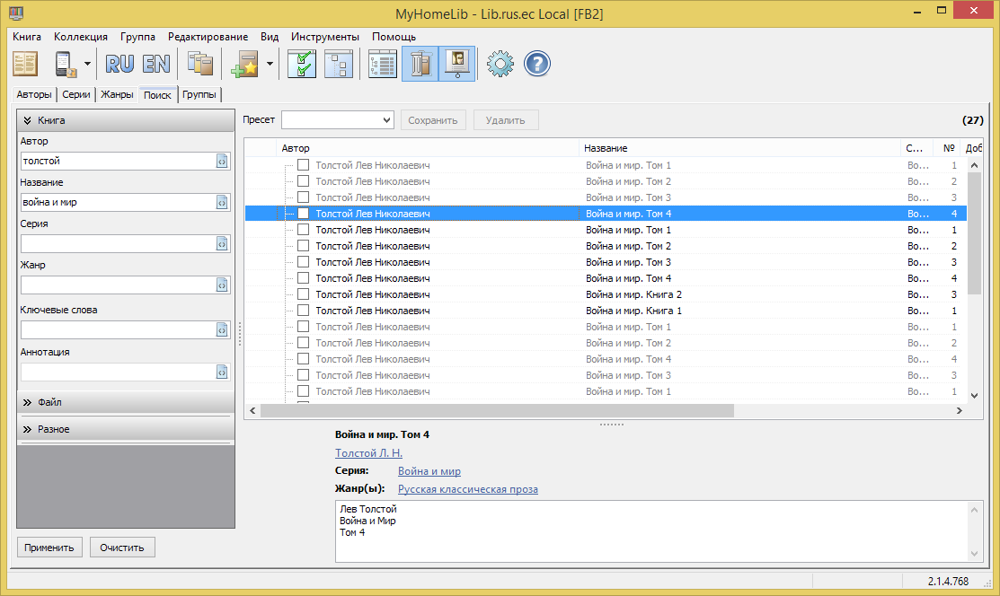 MyHomeLib - Lib.rus.ec Local [FB2]
Книга Коллекция Группа Редактирование Вид Инструменты Помощь
RU EN
Авторы Серии Жанры Поиск Группы
Книга
Автор
толстой
Название
война и мир
Серия
Жанр
Ключевые слова
Аннотация
Файл
Разное
Применить Очистить
Пресет Сохранить Удалить (27)
Автор Название С... № Доб
Толстой Лев Николаевич Война и мир. Том 1 Во... 1
Толстой Лев Николаевич Война и мир. Том 2 Во... 2
Толстой Лев Николаевич Война и мир. Том 3 Во... 3
Толстой Лев Николаевич Война и мир. Том 4 Во... 4
Толстой Лев Николаевич Война и мир. Том 1 Во... 1
Толстой Лев Николаевич Война и мир. Том 2 Во... 2
Толстой Лев Николаевич Война и мир. Том 3 Во... 3
Толстой Лев Николаевич Война и мир. Том 4 Во... 4
Толстой Лев Николаевич Война и мир. Книга 2 Во... 3
Толстой Лев Николаевич Война и мир. Книга 1 Во... 1
Толстой Лев Николаевич Война и мир. Том 1 Во... 1
Толстой Лев Николаевич Война и мир. Том 2 Во... 2
Толстой Лев Николаевич Война и мир. Том 4 Во... 4
Толстой Лев Николаевич Война и мир. Том 3 Во... 3
Толстой Лев Николаевич Война и мир. Том 1 Во... 1
Война и мир. Том 4
Толстой Л. Н.
Серия: Война и мир
Жанр(ы): Русская классическая проза
Лев Толстой
Война и Мир
Том 4
2.1.4.768